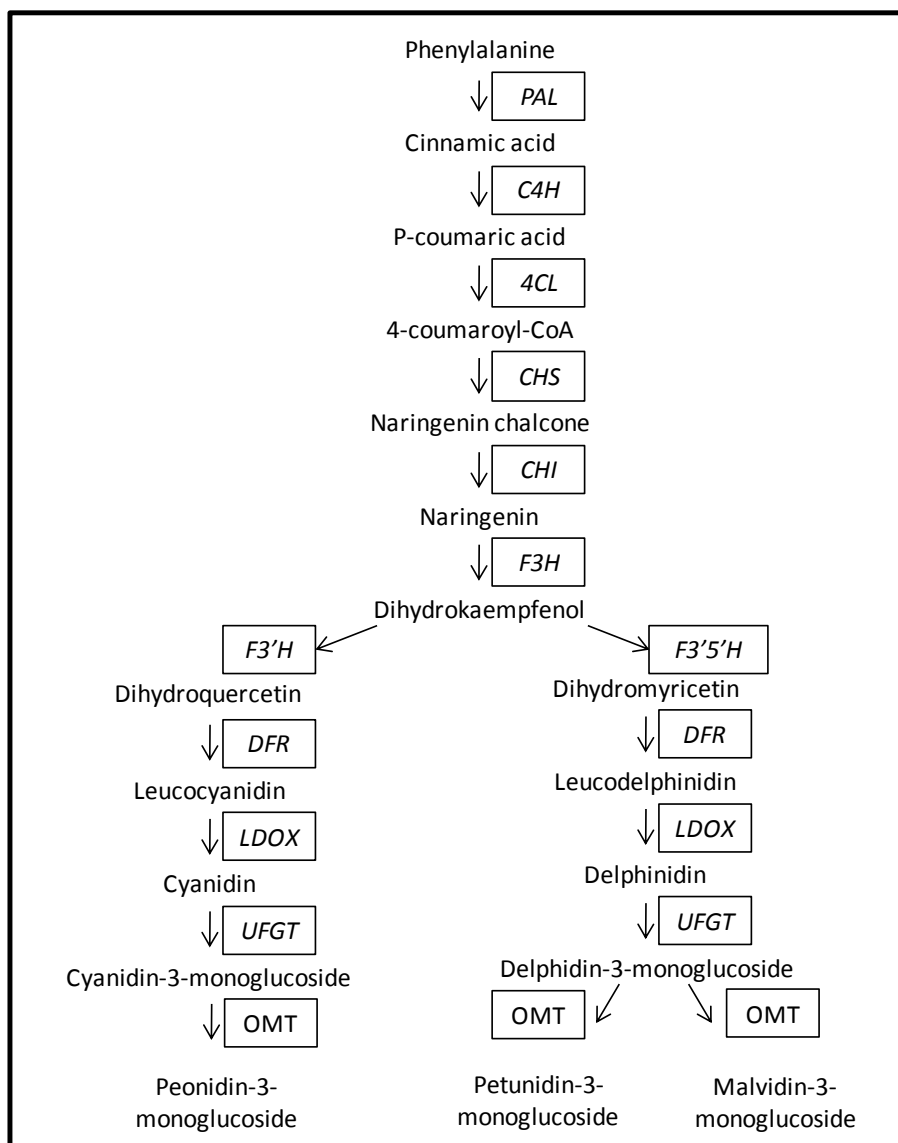 Phenylalanine
PAL
Cinnamic acid
C4H
P-coumaric acid
4CL
4-coumaroyl-CoA
CHS
Naringenin chalcone
CHI
Naringenin
F3H
Dihydrokaempfenol
F3’H
F3’5’H
Dihydroquercetin
Dihydromyricetin
DFR
DFR
Leucocyanidin
Leucodelphinidin
LDOX
LDOX
Cyanidin
Delphinidin
UFGT
UFGT
Cyanidin-3-monoglucoside
Delphidin-3-monoglucoside
OMT
OMT
OMT
Peonidin-3-
monoglucoside
Petunidin-3-
monoglucoside
Malvidin-3-
monoglucoside